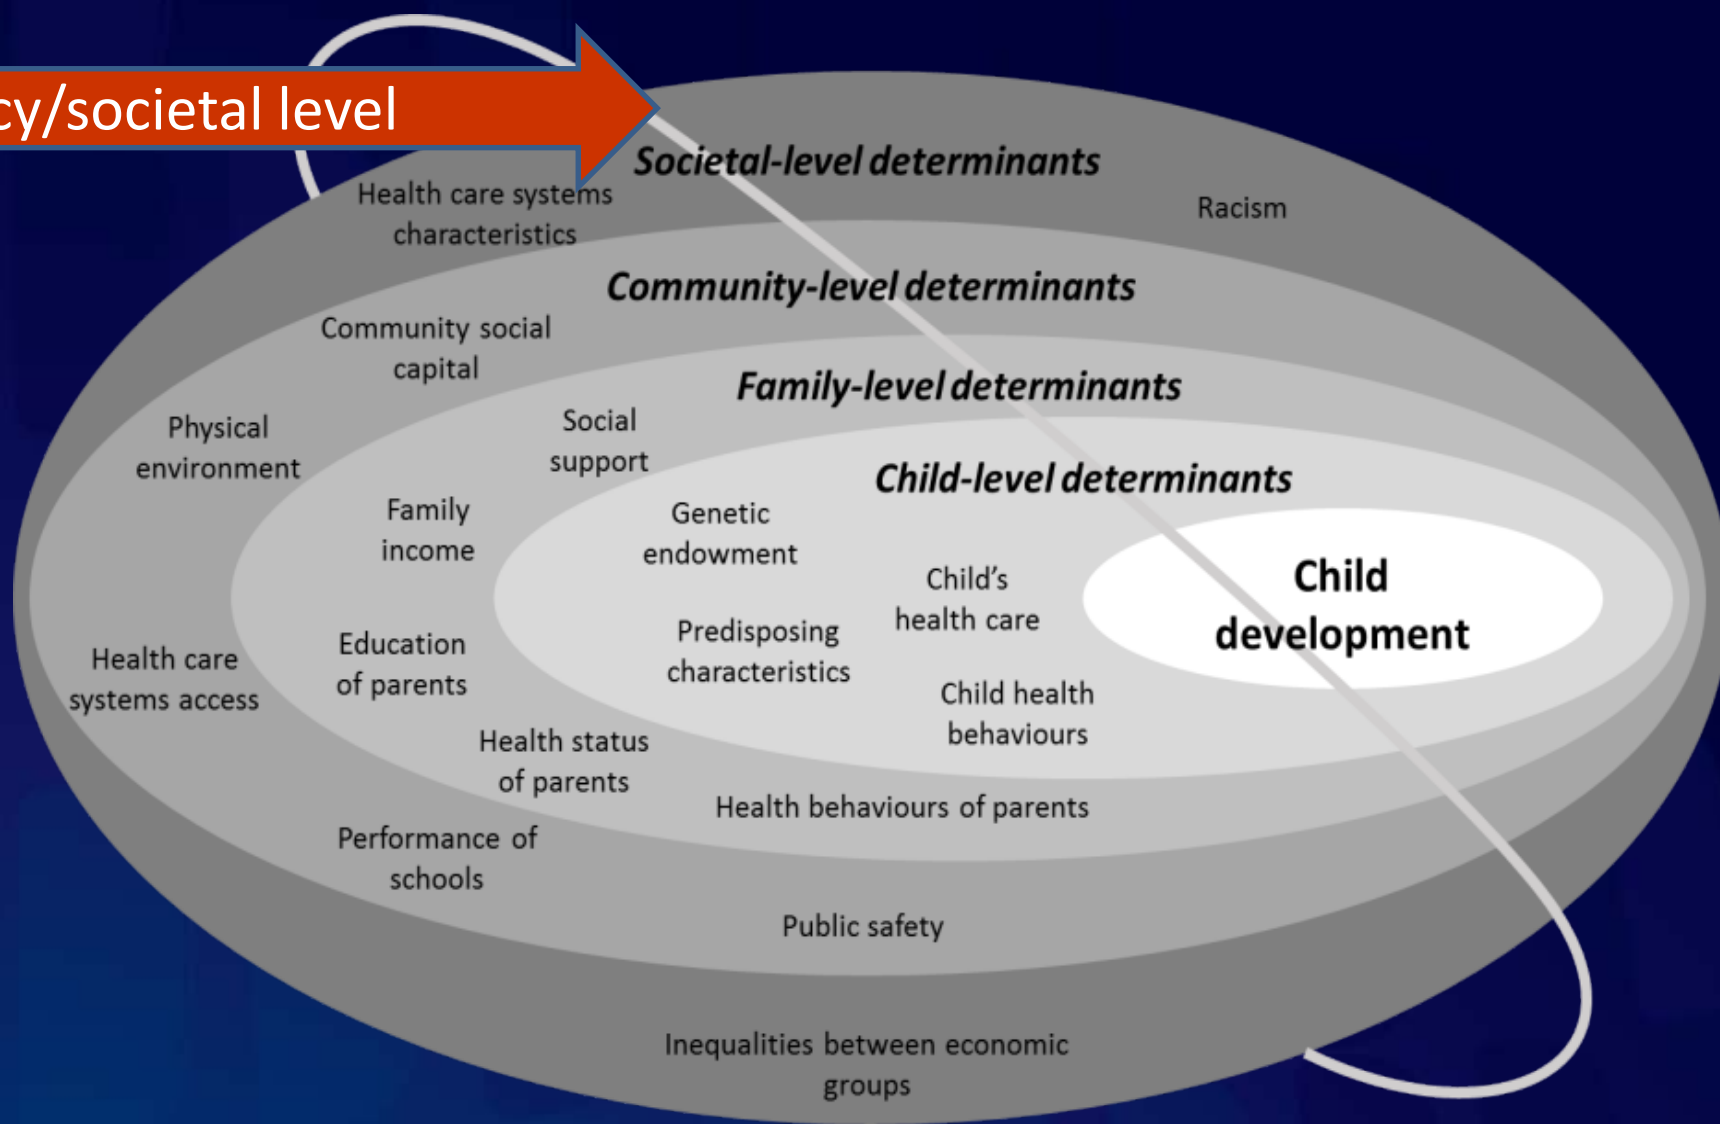 cy/societal level
Societal-level determinants
Health care systems
characteristics
Racism
Community-level determinants
Community social
capital
Family-level determinants
Physical
environment
Social
support
Child-level determinants
Family
income
Genetic
endowment
Child's
health care
Child
development
Education
of parents
Predisposing
characteristics
Health care
systems access
Child health
behaviours
Health status
of parents
Health behaviours of parents
Performance of
schools
Public safety
Inequalities between economic
groups